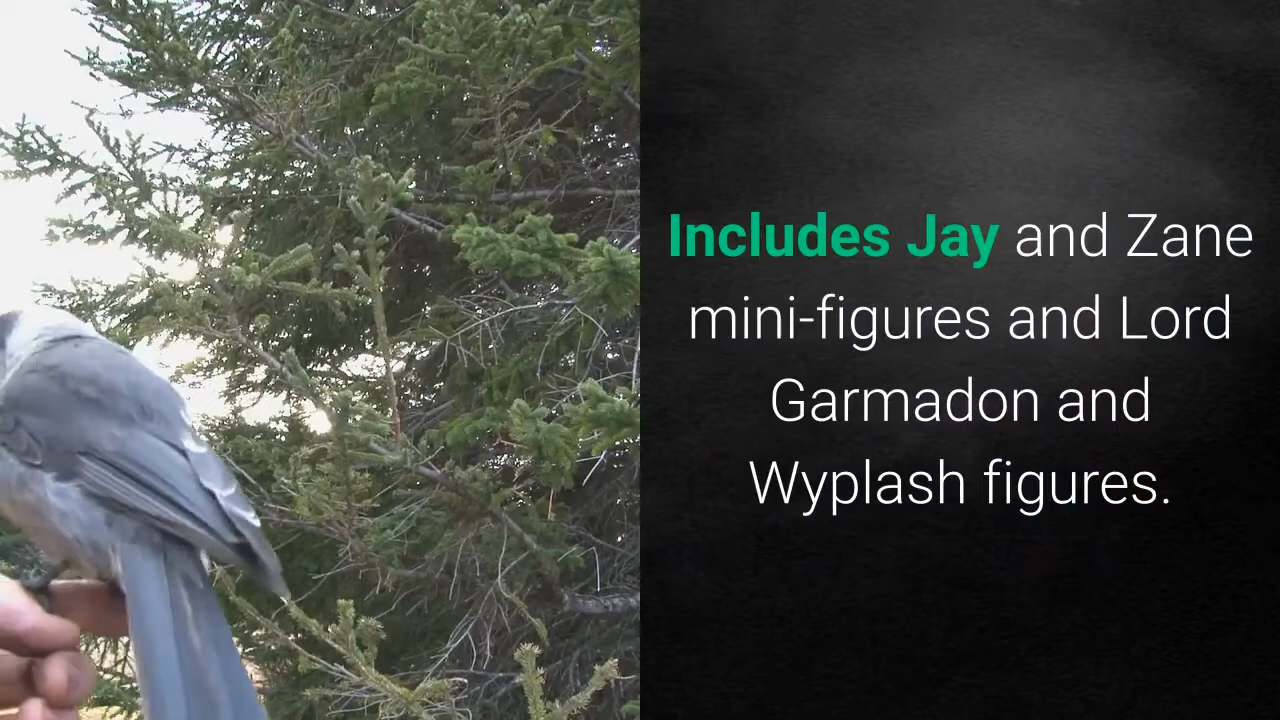 Includes Jay and Zane
mini-figures and Lord
Garmadon and
Wyplash figures.